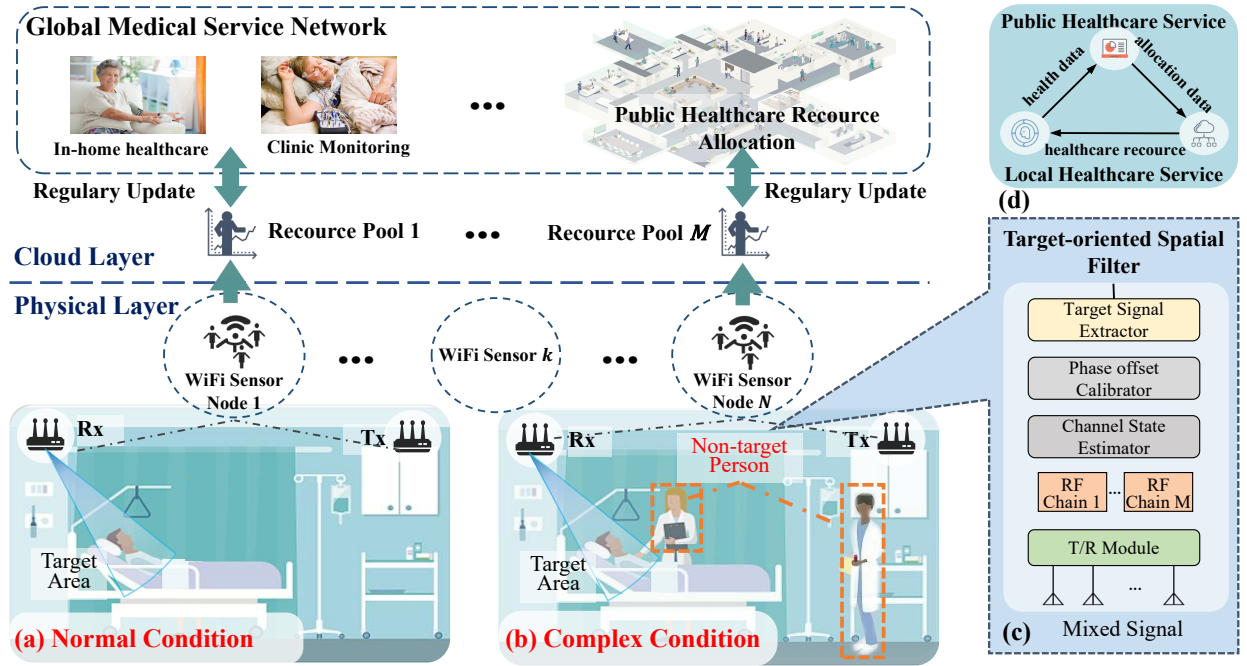 Global Medical Service Network
In-home healthcare
Clinic Monitoring
...
Public Healthcare Recource
Allocation
Regulary Update
Regulary Update
Recource Pool 1
...
Recource Pool M
Cloud Layer
Physical Layer
WiFi Sensor
Node 1
...
WiFi Sensor k
...
WiFi Sensor
Node N
Rx
Tx
Target
Area
(a) Normal Condition
Rx
Tx
Non-target
Person
Target
Area
(b) Complex Condition
Public Healthcare Service
health data
allocation data
healthcare recource
Local Healthcare Service
(d)
Target-oriented Spatial
Filter
Target Signal
Extractor
Phase offset
Calibrator
Channel State
Estimator
RF
Chain 1
...
RF
Chain M
T/R Module
...
(c)
Mixed Signal